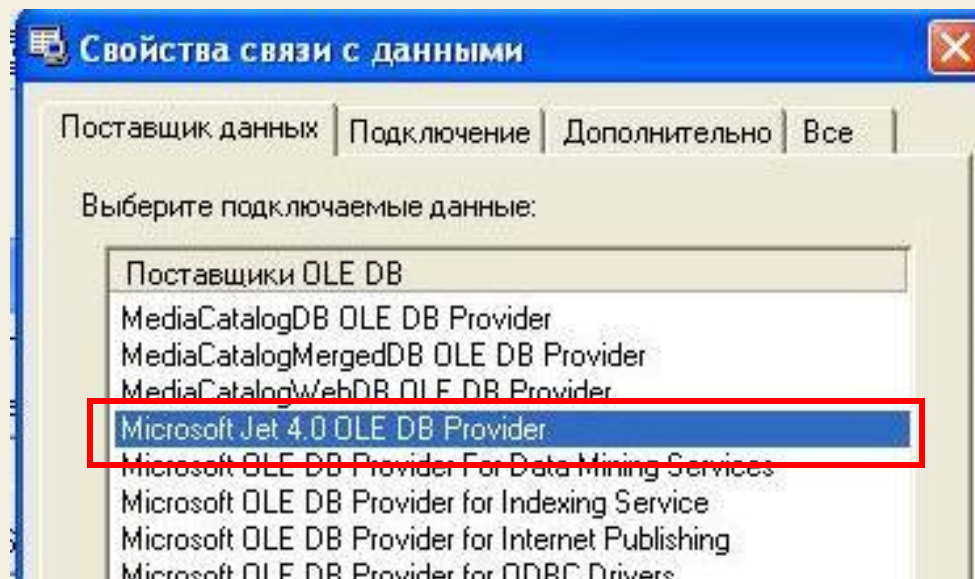 Свойства связи с данными
Поставщик данных Подключение Дополнительно Все
Выберите подключаемые данные:
Поставщики OLE DB
MediaCatalogDB OLE DB Provider
MediaCatalogMergedDB OLE DB Provider
MediaCatalogWebDB OLE DB Provider
Microsoft Jet 4.0 OLE DB Provider
Microsoft OLE DB Provider For Data Mining Services
Microsoft OLE DB Provider for Indexing Service
Microsoft OLE DB Provider for Internet Publishing
Microsoft OLE DB Provider for ODBC Drivers